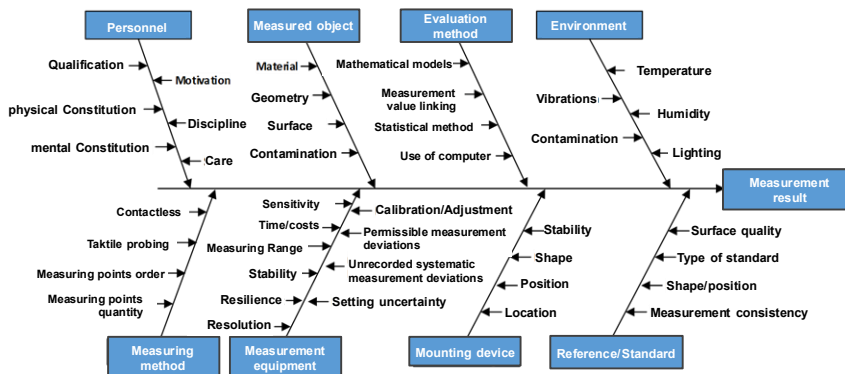 Personnel
Measured object
Evaluation method
Environment
Qualification
Motivation
physical Constitution
Discipline
mental Constitution
Care
Material
Geometry
Surface
Contamination
Mathematical models
Measurement
value linking
Statistical method
Use of computer
Temperature
Vibrations
Humidity
Contamination
Lighting
Measurement
result
Contactless
Taktile probing
Measuring points order
Measuring points
quantity
Sensitivity
Calibration/Adjustment
Time/costs
Permissible measurement
deviations
Measuring Range
Unrecorded systematic
measurement deviations
Stability
Resilience
Setting uncertainty
Resolution
Stability
Shape
Position
Location
Surface quality
Type of standard
Shape/position
Measurement consistency
Measuring
method
Measurement
equipment
Mounting device
Reference/Standard